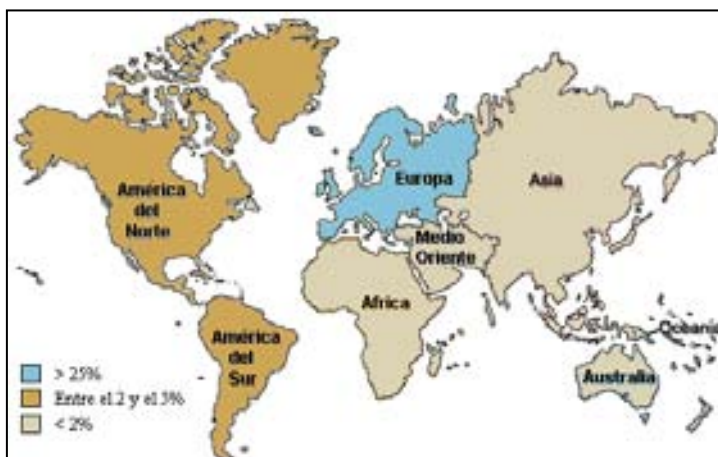 América
del
Norte
Europa
Asia
Medio
Oriente
Africa
Oceanía
América
del
Sur
Australia
> 25%
Entre el 2 y el 5%
< 2%